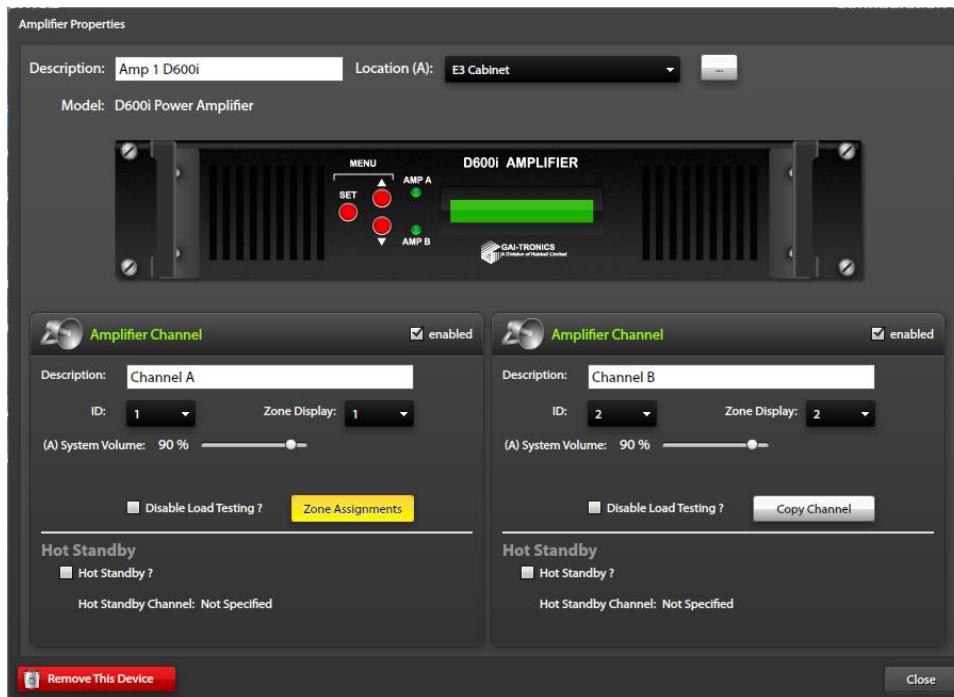 Amplifier Properties
Description: Amp 1 D600i Location (A): E3 Cabinet ...
Model: D600i Power Amplifier
MENU D600i AMPLIFIER
SET AMP A
AMP B
GAI-TRONICS
A Division of Hubbell Limited
Amplifier Channel enabled
Description: Channel A
ID: 1 Zone Display: 1
(A) System Volume: 90 %
Disable Load Testing ? Zone Assignments
Hot Standby
Hot Standby ?
Hot Standby Channel: Not Specified
Amplifier Channel enabled
Description: Channel B
ID: 2 Zone Display: 2
(A) System Volume: 90 %
Disable Load Testing ? Copy Channel
Hot Standby
Hot Standby ?
Hot Standby Channel: Not Specified
Remove This Device Close